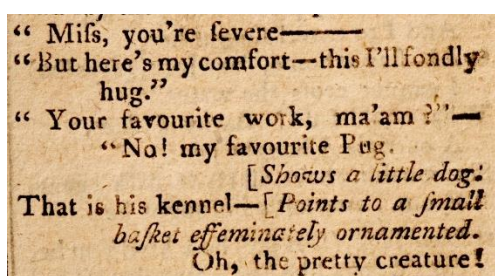 “ Miſs, you’re ſevere———
“But here’s my comfort—this I’ll fondly
hug.”
“ Your favourite work, ma’am ?”—
“No! my favourite Pug.
[Shows a little dog:
That is his kennel—[Points to a ſmall
baſket effeminately ornamented.
Oh, the pretty creature!